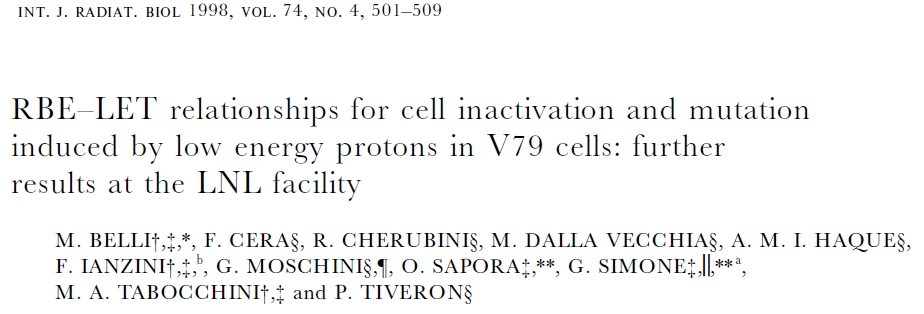 INT. J. RADIAT. BIOL 1998, VOL. 74, NO. 4, 501–509
RBE–LET relationships for cell inactivation and mutation
induced by low energy protons in V79 cells: further
results at the LNL facility
M. BELLI†,‡,*, F. CERA§, R. CHERUBINI§, M. DALLA VECCHIA§, A. M. I. HAQUE§,
F. IANZINI†,‡,ᵇ, G. MOSCHINI§,¶, O. SAPORA‡,**, G. SIMONE‡,‖,**ᵃ,
M. A. TABOCCHINI†,‡ and P. TIVERON§